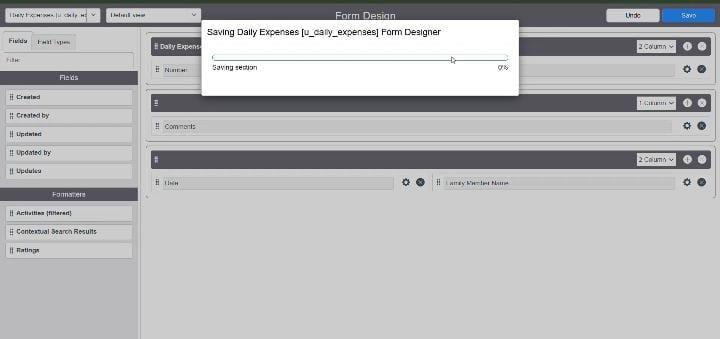 Daily Expenses [u_daily_ex
Default view
Form Design
Undo
Save
Saving Daily Expenses [u_daily_expenses] Form Designer
Saving section
0%
Fields
Field Types
Filter
Fields
Created
Created by
Updated
Updated by
Updates
Formatters
Activities (filtered)
Contextual Search Results
Ratings
Daily Expens
2 Column
Number
1 Column
Comments
2 Column
Date
Family Member Name